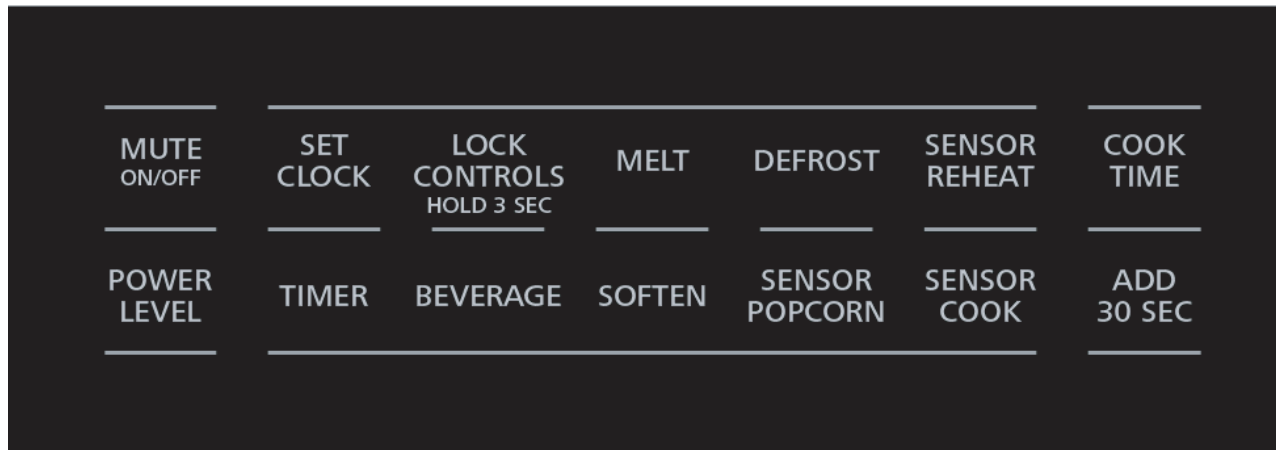 MUTE
ON/OFF
SET
CLOCK
LOCK
CONTROLS
HOLD 3 SEC
MELT
DEFROST
SENSOR
REHEAT
COOK
TIME
POWER
LEVEL
TIMER
BEVERAGE
SOFTEN
SENSOR
POPCORN
SENSOR
COOK
ADD
30 SEC